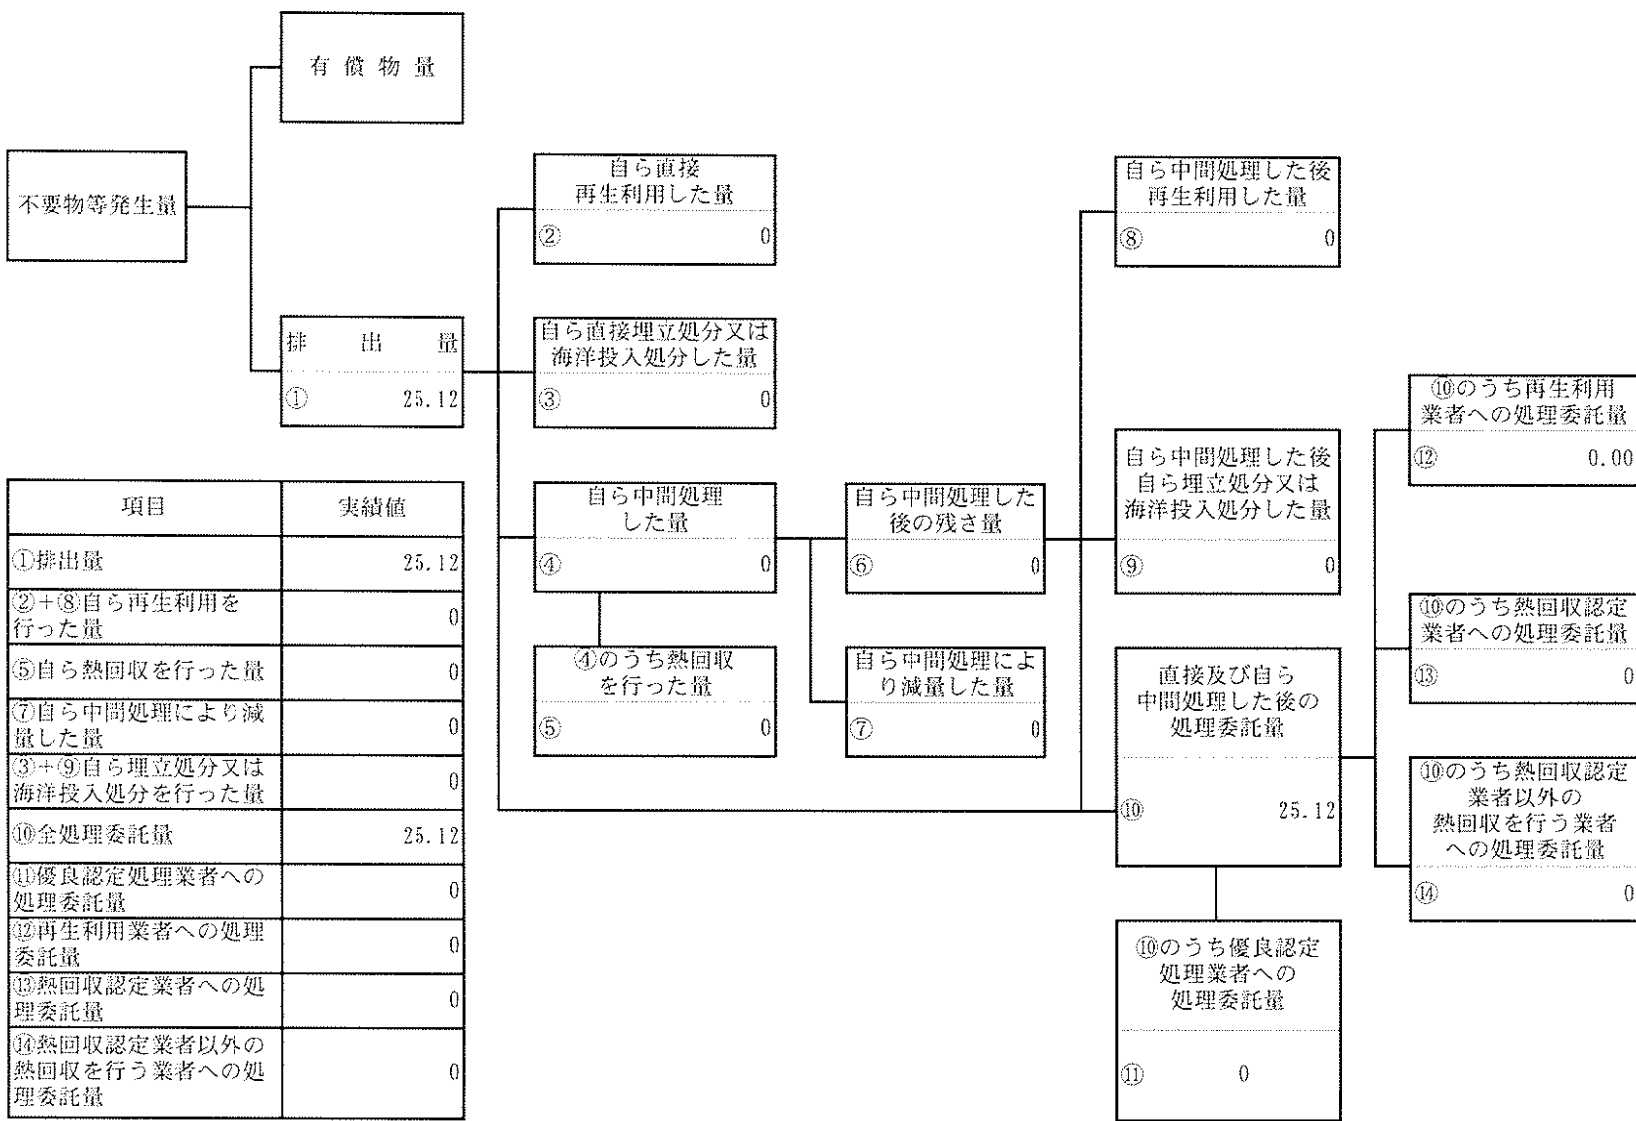 有償物量
不要物等発生量
排出量
① 25.12
自ら直接
再生利用した量
② 0
自ら直接埋立処分又は
海洋投入処分した量
③ 0
自ら中間処理
した量
④ 0
④のうち熱回収
を行った量
⑤ 0
自ら中間処理した
後の残さ量
⑥ 0
自ら中間処理によ
り減量した量
⑦ 0
自ら中間処理した後
再生利用した量
⑧ 0
自ら中間処理した後
自ら埋立処分又は
海洋投入処分した量
⑨ 0
直接及び自ら
中間処理した後の
処理委託量
⑩ 25.12
⑩のうち優良認定
処理業者への
処理委託量
⑪ 0
⑩のうち再生利用
業者への処理委託量
⑫ 0.00
⑩のうち熱回収認定
業者への処理委託量
⑬ 0
⑩のうち熱回収認定
業者以外の
熱回収を行う業者
への処理委託量
⑭ 0
項目 実績値
①排出量 25.12
②+⑧自ら再生利用を
行った量 0
⑤自ら熱回収を行った量 0
⑦自ら中間処理により減
量した量 0
③+⑨自ら埋立処分又は
海洋投入処分を行った量 0
⑩全処理委託量 25.12
⑪優良認定処理業者への
処理委託量 0
⑫再生利用業者への処理
委託量 0
⑬熱回収認定業者への処
理委託量 0
⑭熱回収認定業者以外の
熱回収を行う業者への処
理委託量 0